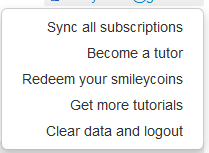 Sync all subscriptions
Become a tutor
Redeem your smileycoins
Get more tutorials
Clear data and logout